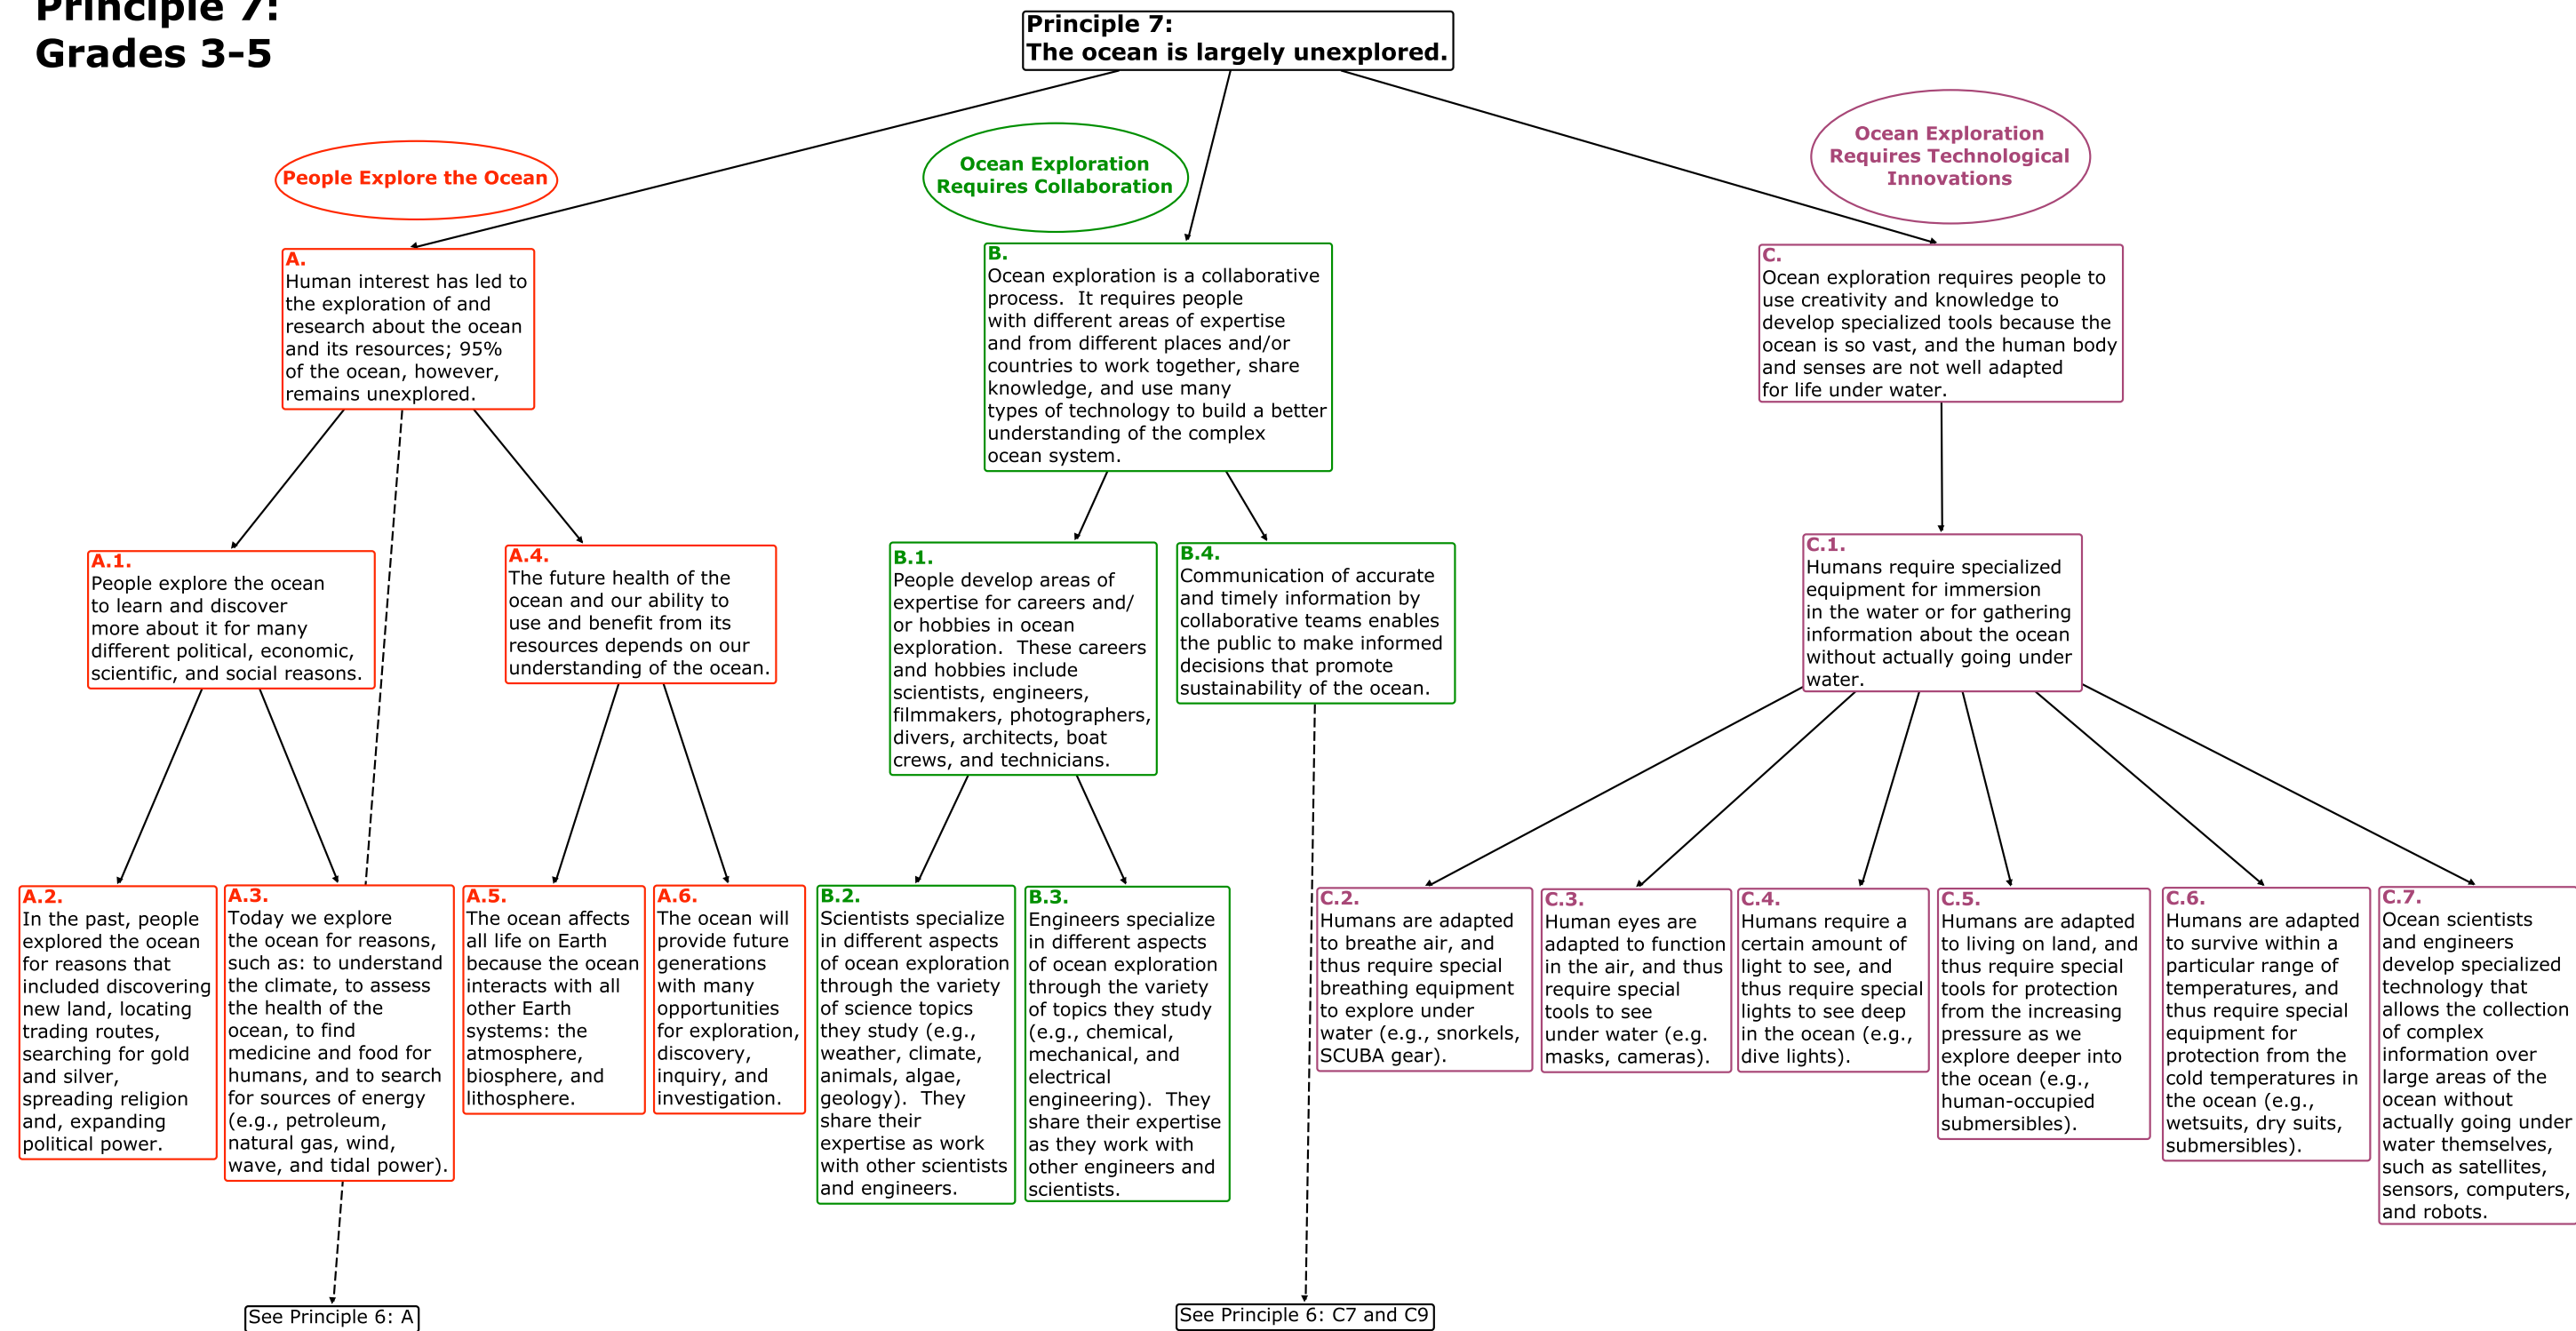 Principle 7:
Grades 3-5
Principle 7:
The ocean is largely unexplored.
People Explore the Ocean
Ocean Exploration
Requires Collaboration
Ocean Exploration
Requires Technological
Innovations
A.
Human interest has led to
the exploration of and
research about the ocean
and its resources; 95%
of the ocean, however,
remains unexplored.
B.
Ocean exploration is a collaborative
process.  It requires people
with different areas of expertise
and from different places and/or
countries to work together, share
knowledge, and use many
types of technology to build a better
understanding of the complex
ocean system.
C.
Ocean exploration requires people to
use creativity and knowledge to
develop specialized tools because the
ocean is so vast, and the human body
and senses are not well adapted
for life under water.
A.1.
People explore the ocean
to learn and discover
more about it for many
different political, economic,
scientific, and social reasons.
A.4.
The future health of the
ocean and our ability to
use and benefit from its
resources depends on our
understanding of the ocean.
B.1.
People develop areas of
expertise for careers and/
or hobbies in ocean
exploration.  These careers
and hobbies include
scientists, engineers,
filmmakers, photographers,
divers, architects, boat
crews, and technicians.
B.4.
Communication of accurate
and timely information by
collaborative teams enables
the public to make informed
decisions that promote
sustainability of the ocean.
C.1.
Humans require specialized
equipment for immersion
in the water or for gathering
information about the ocean
without actually going under
water.
A.2.
In the past, people
explored the ocean
for reasons that
included discovering
new land, locating
trading routes,
searching for gold
and silver,
spreading religion
and, expanding
political power.
A.3.
Today we explore
the ocean for reasons,
such as: to understand
the climate, to assess
the health of the
ocean, to find
medicine and food for
humans, and to search
for sources of energy
(e.g., petroleum,
natural gas, wind,
wave, and tidal power).
A.5.
The ocean affects
all life on Earth
because the ocean
interacts with all
other Earth
systems: the
atmosphere,
biosphere, and
lithosphere.
A.6.
The ocean will
provide future
generations
with many
opportunities
for exploration,
discovery,
inquiry, and
investigation.
B.2.
Scientists specialize
in different aspects
of ocean exploration
through the variety
of science topics
they study (e.g.,
weather, climate,
animals, algae,
geology).  They
share their
expertise as work
with other scientists
and engineers.
B.3.
Engineers specialize
in different aspects
of ocean exploration
through the variety
of topics they study
(e.g., chemical,
mechanical, and
electrical
engineering).  They
share their expertise
as they work with
other engineers and
scientists.
C.2.
Humans are adapted
to breathe air, and
thus require special
breathing equipment
to explore under
water (e.g., snorkels,
SCUBA gear).
C.3.
Human eyes are
adapted to function
in the air, and thus
require special
tools to see
under water (e.g.
masks, cameras).
C.4.
Humans require a
certain amount of
light to see, and
thus require special
lights to see deep
in the ocean (e.g.,
dive lights).
C.5.
Humans are adapted
to living on land, and
thus require special
tools for protection
from the increasing
pressure as we
explore deeper into
the ocean (e.g.,
human-occupied
submersibles).
C.6.
Humans are adapted
to survive within a
particular range of
temperatures, and
thus require special
equipment for
protection from the
cold temperatures in
the ocean (e.g.,
wetsuits, dry suits,
submersibles).
C.7.
Ocean scientists
and engineers
develop specialized
technology that
allows the collection
of complex
information over
large areas of the
ocean without
actually going under
water themselves,
such as satellites,
sensors, computers,
and robots.
See Principle 6: A
See Principle 6: C7 and C9